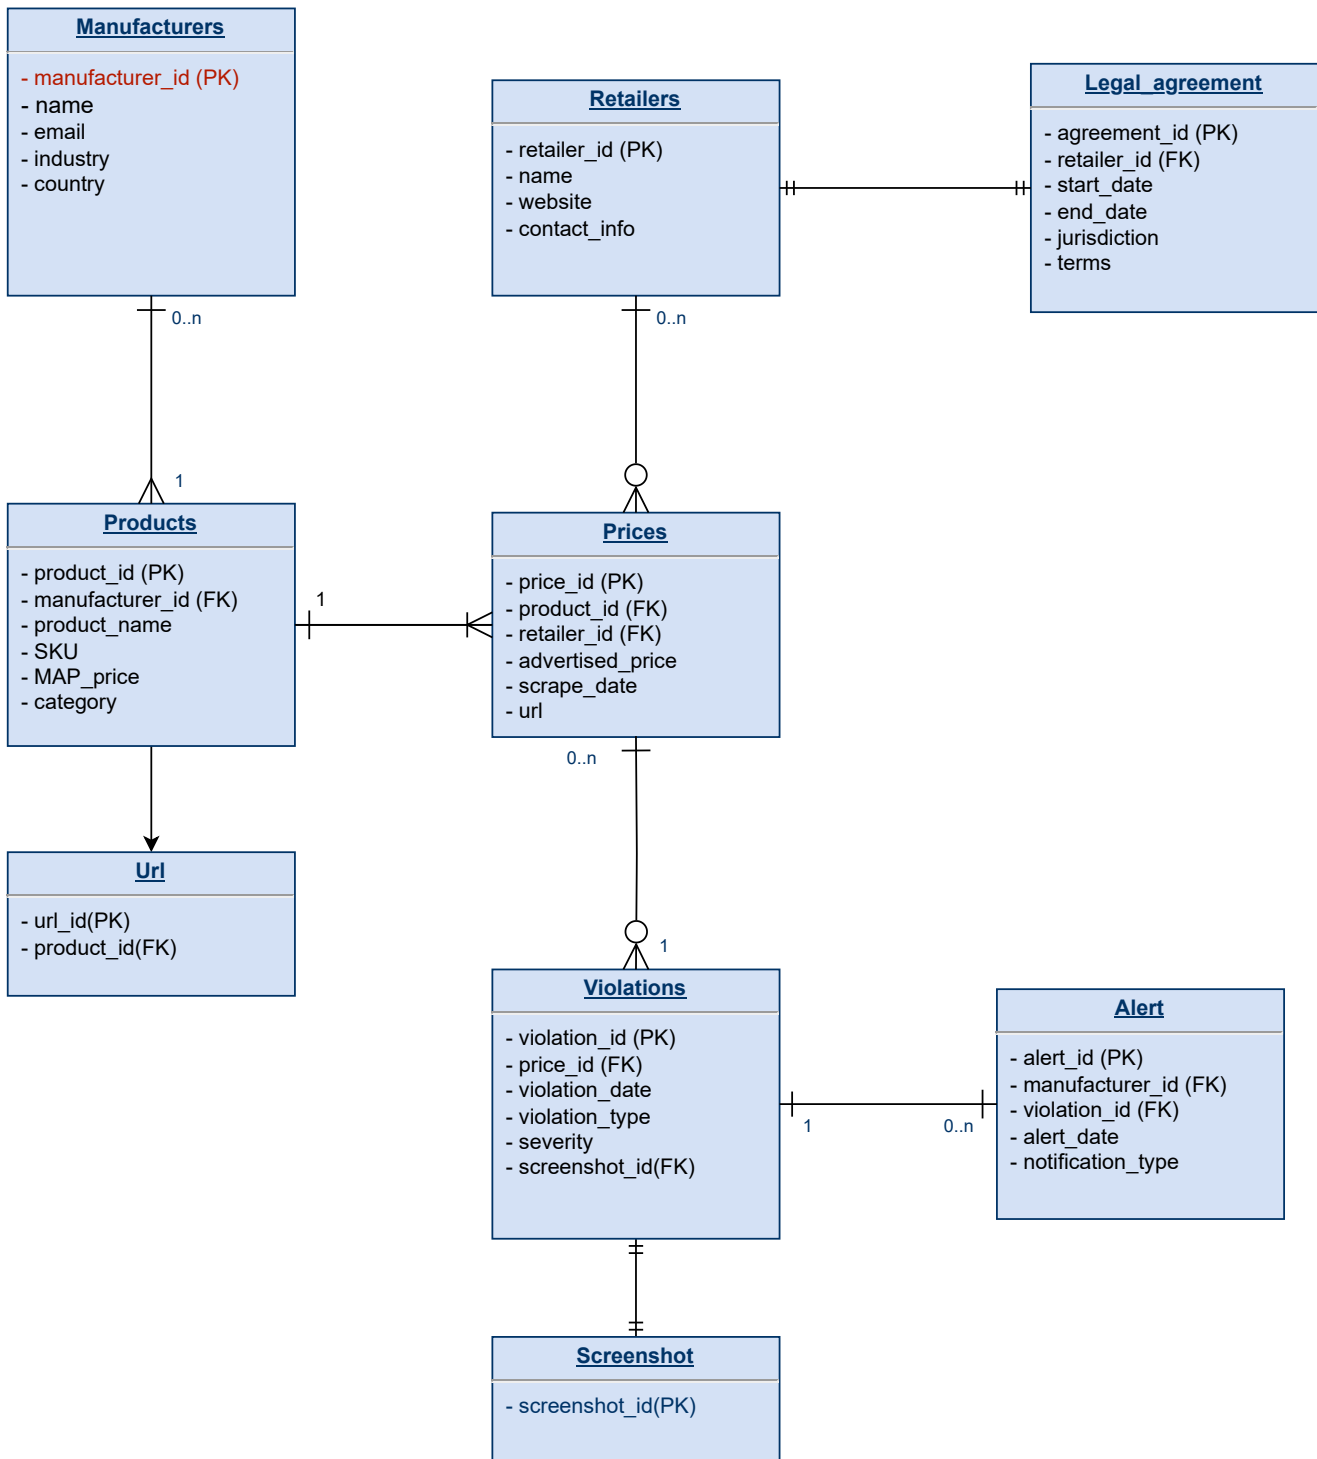 Manufacturers
- manufacturer_id (PK)
- name
- email
- industry
- country
0..n
Retailers
- retailer_id (PK)
- name
- website
- contact_info
0..n
Legal_agreement
- agreement_id (PK)
- retailer_id (FK)
- start_date
- end_date
- jurisdiction
- terms
1
Products
- product_id (PK)
- manufacturer_id (FK)
- product_name
- SKU
- MAP_price
- category
1
Prices
- price_id (PK)
- product_id (FK)
- retailer_id (FK)
- advertised_price
- scrape_date
- url
0..n
Url
- url_id(PK)
- product_id(FK)
1
Violations
- violation_id (PK)
- price_id (FK)
- violation_date
- violation_type
- severity
- screenshot_id(FK)
1
0..n
Alert
- alert_id (PK)
- manufacturer_id (FK)
- violation_id (FK)
- alert_date
- notification_type
Screenshot
- screenshot_id(PK)